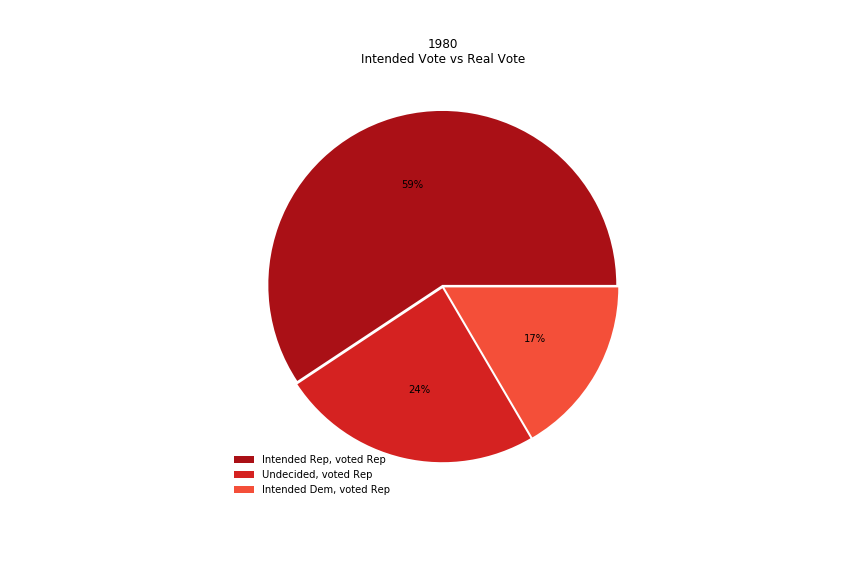 1980
Intended Vote vs Real Vote
59%
17%
24%
Intended Rep, voted Rep
Undecided, voted Rep
Intended Dem, voted Rep